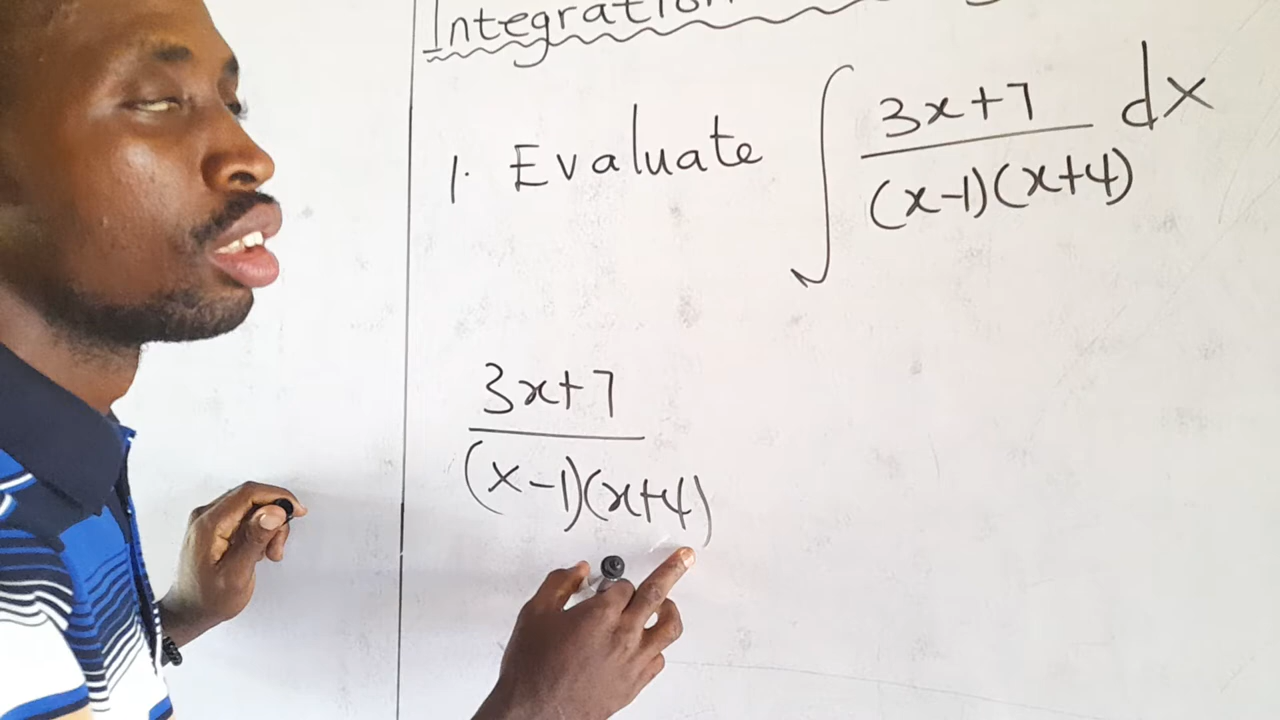 Integration
1. Evaluate ∫ 3x+7 dx
(x-1)(x+4)
3x+7
(x-1)(x+4)